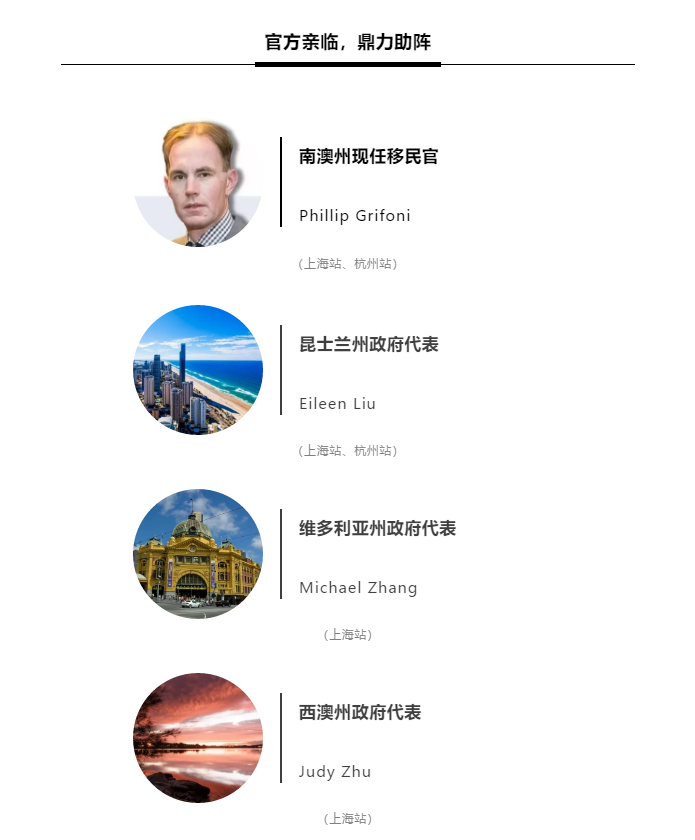 官方亲临，鼎力助阵
南澳州现任移民官
Phillip Grifoni
（上海站、杭州站）
昆士兰州政府代表
Eileen Liu
（上海站、杭州站）
维多利亚州政府代表
Michael Zhang
（上海站）
西澳州政府代表
Judy Zhu
（上海站）